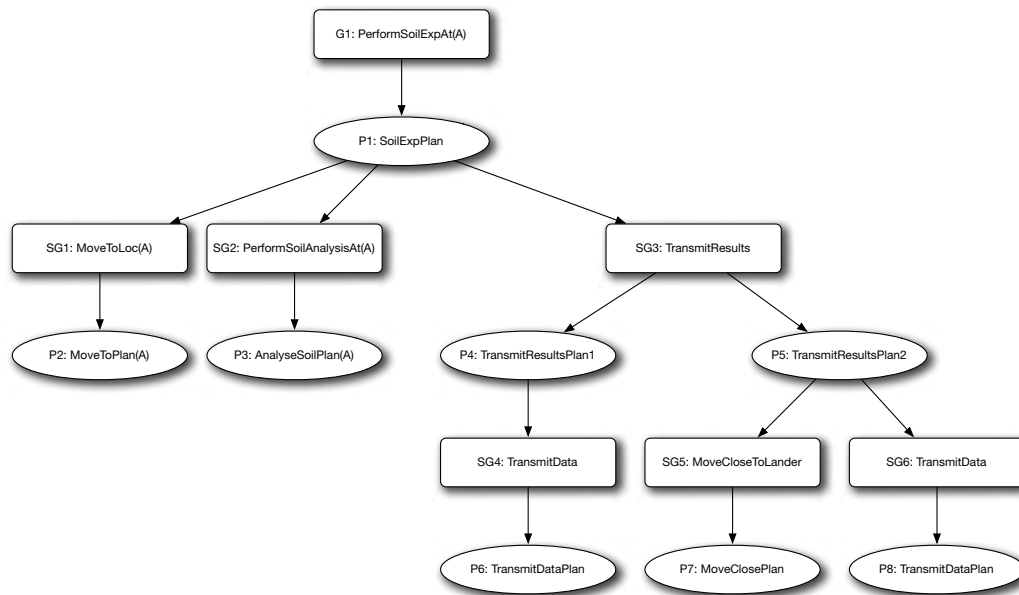 G1: PerformSoilExpAt(A)
P1: SoilExpPlan
SG1: MoveToLoc(A)
SG2: PerformSoilAnalysisAt(A)
SG3: TransmitResults
P2: MoveToPlan(A)
P3: AnalyseSoilPlan(A)
P4: TransmitResultsPlan1
P5: TransmitResultsPlan2
SG4: TransmitData
SG5: MoveCloseToLander
SG6: TransmitData
P6: TransmitDataPlan
P7: MoveClosePlan
P8: TransmitDataPlan